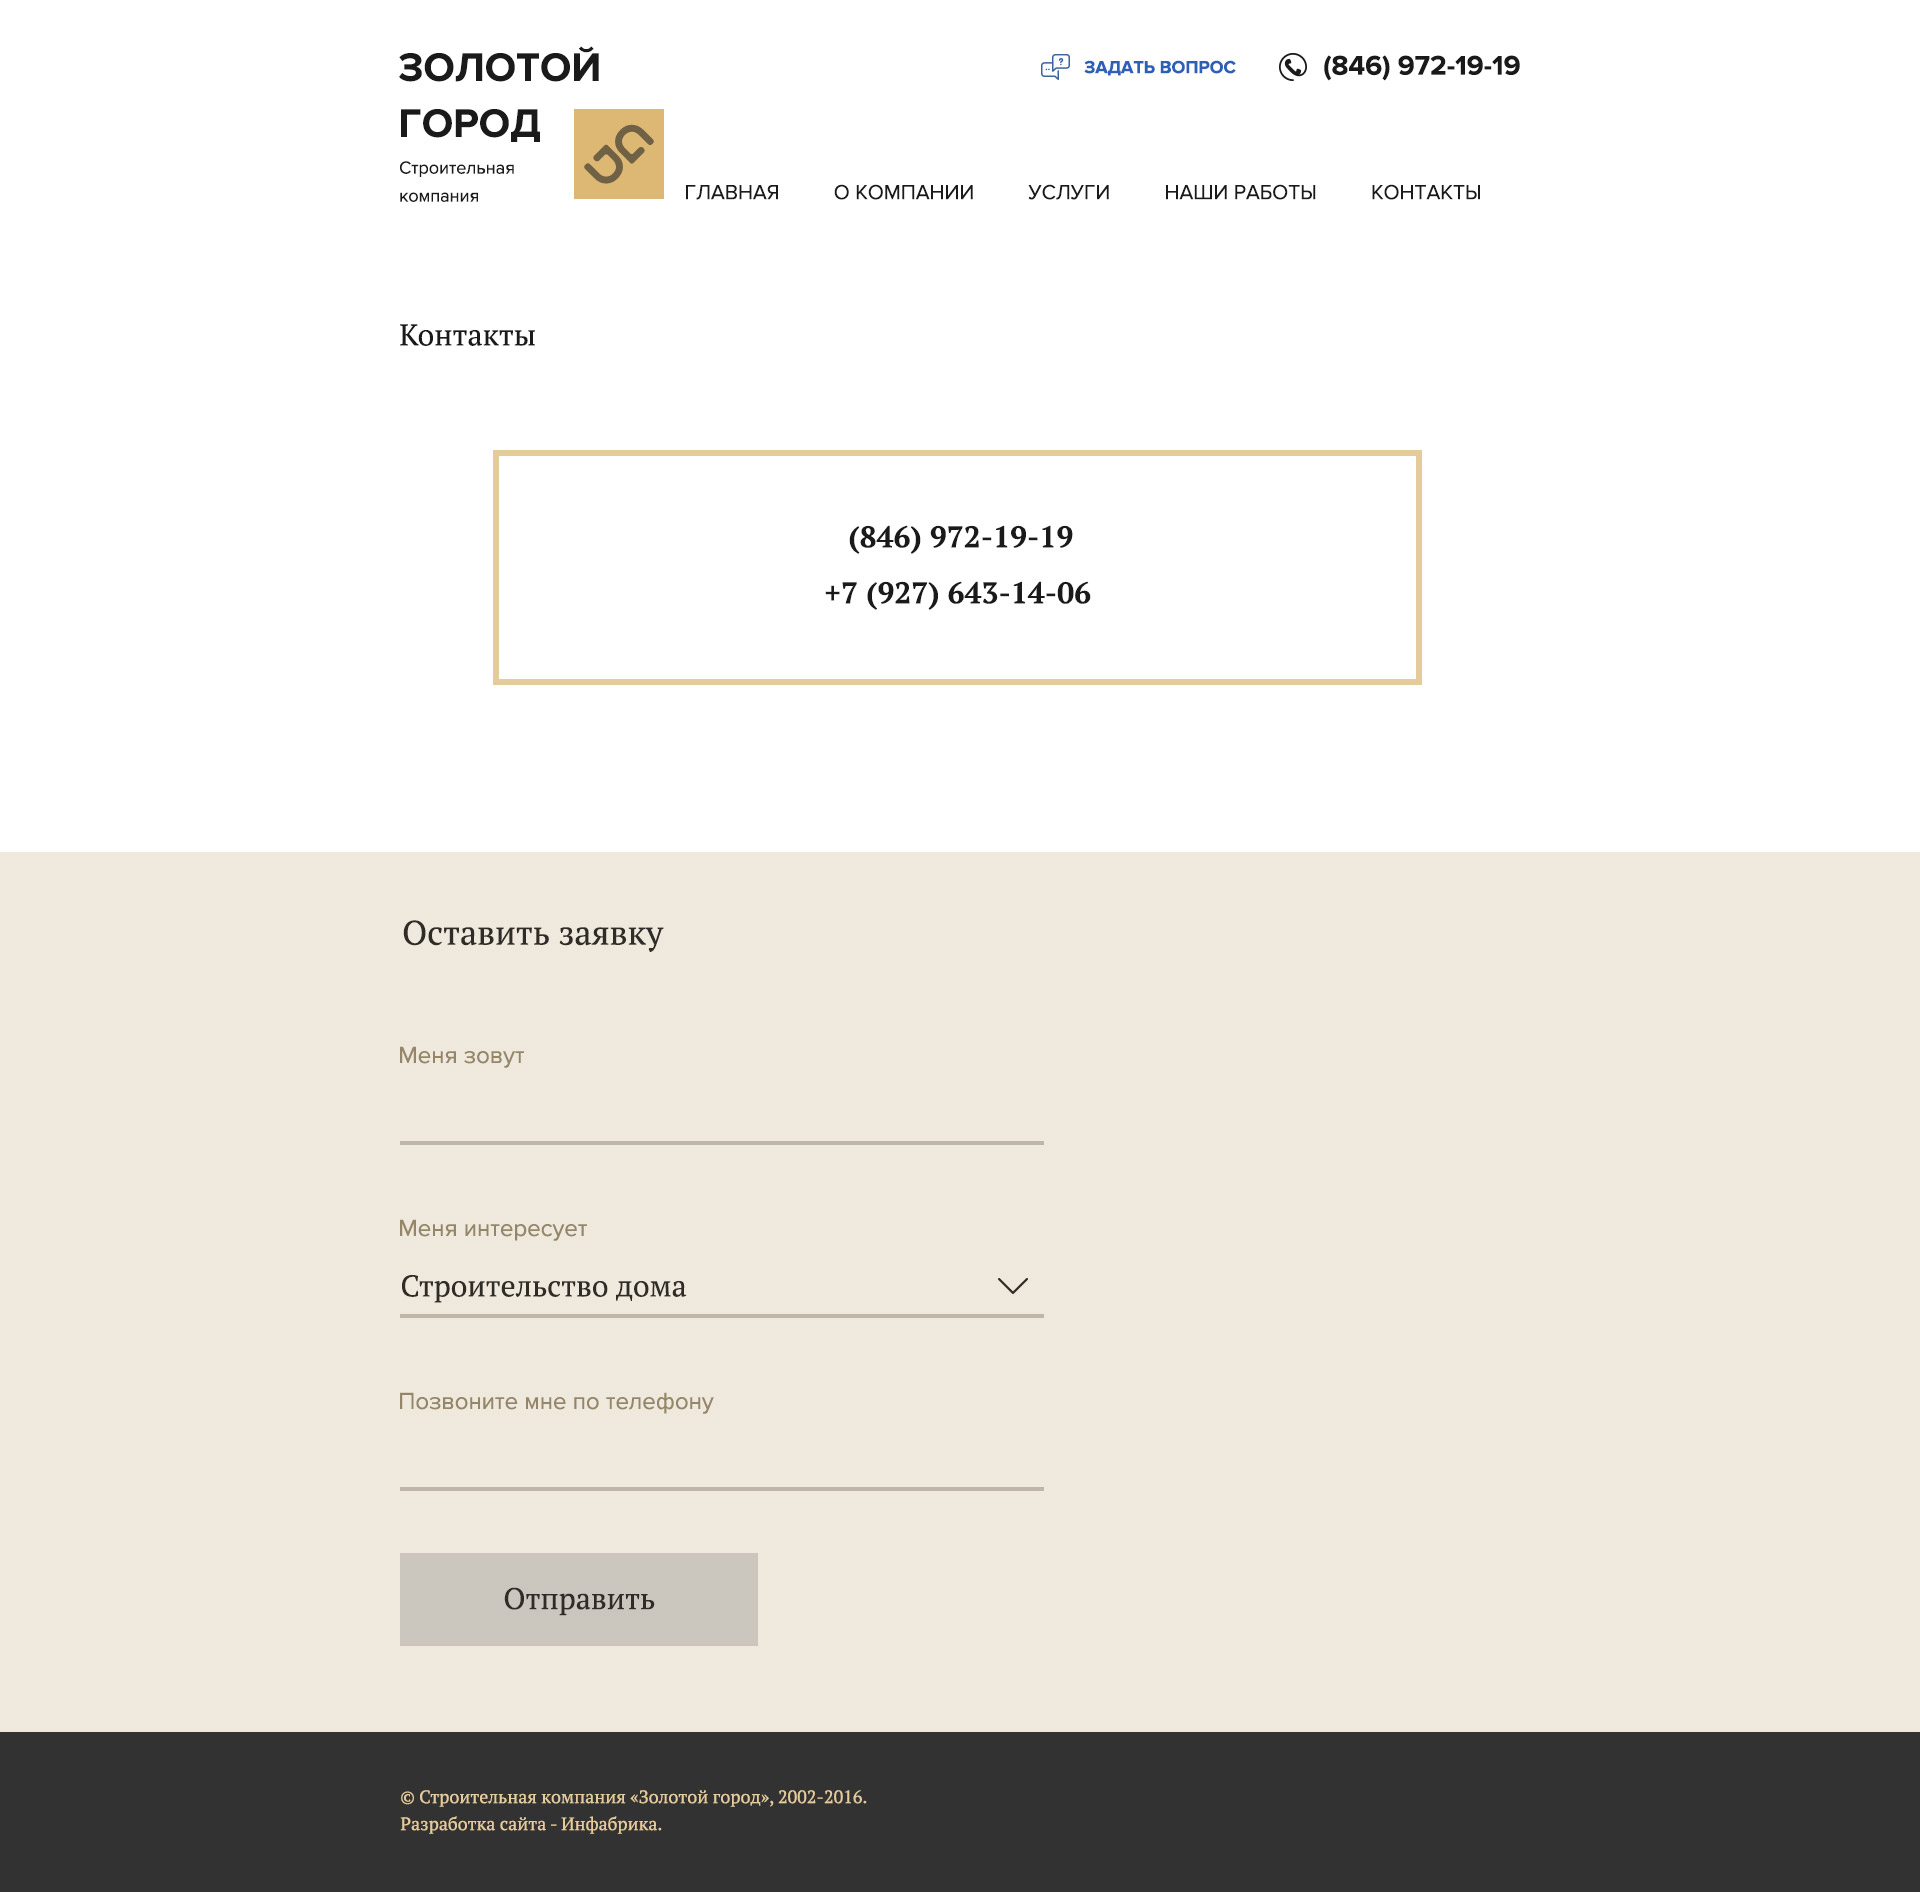 ЗОЛОТОЙ
ГОРОД
Строительная
компания
ЗАДАТЬ ВОПРОС
(846) 972-19-19
ГЛАВНАЯ
О КОМПАНИИ
УСЛУГИ
НАШИ РАБОТЫ
КОНТАКТЫ
Контакты
(846) 972-19-19
+7 (927) 643-14-06
Оставить заявку
Меня зовут
Меня интересует
Строительство дома
Позвоните мне по телефону
Отправить
© Строительная компания «Золотой город», 2002-2016.
Разработка сайта - Инфабрика.